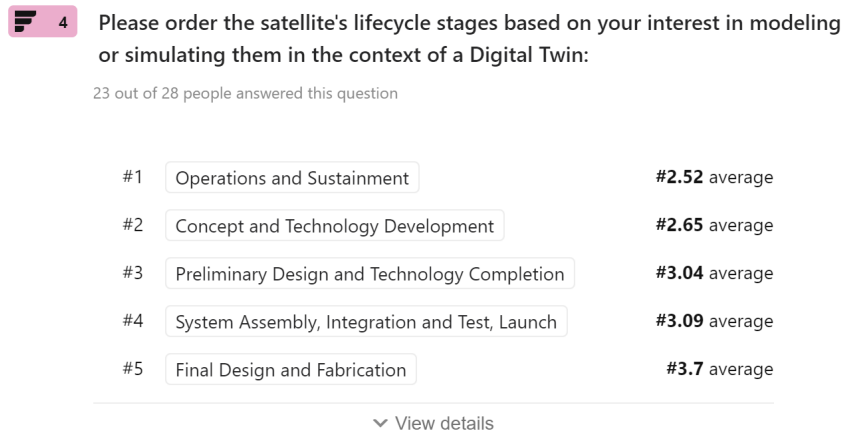 4 Please order the satellite's lifecycle stages based on your interest in modeling
or simulating them in the context of a Digital Twin:
23 out of 28 people answered this question
#1 Operations and Sustainment #2.52 average
#2 Concept and Technology Development #2.65 average
#3 Preliminary Design and Technology Completion #3.04 average
#4 System Assembly, Integration and Test, Launch #3.09 average
#5 Final Design and Fabrication #3.7 average
View details